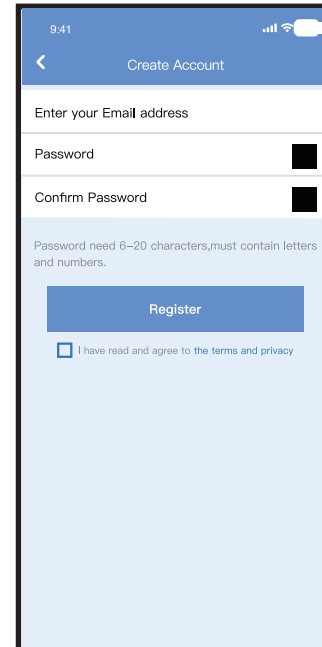 9:41
Create Account
Enter your Email address
Password
Confirm Password
Password need 6–20 characters,must contain letters
and numbers.
Register
I have read and agree to the terms and privacy